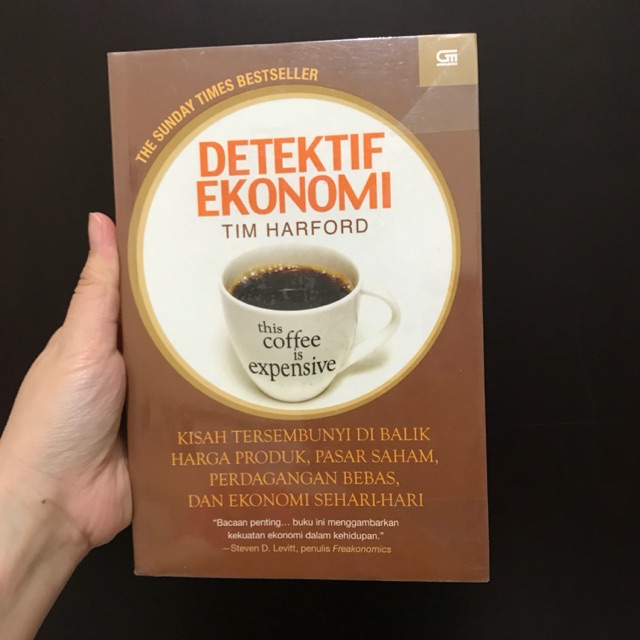 THE SUNDAY TIMES BESTSELLER
DETEKTIF
EKONOMI
TIM HARFORD
this
coffee
is
expensive
KISAH TERSEMBUNYI DI BALIK
HARGA PRODUK, PASAR SAHAM,
PERDAGANGAN BEBAS,
DAN EKONOMI SEHARI-HARI
“Bacaan penting... buku ini menggambarkan
kekuatan ekonomi dalam kehidupan.”
—Steven D. Levitt, penulis Freakonomics